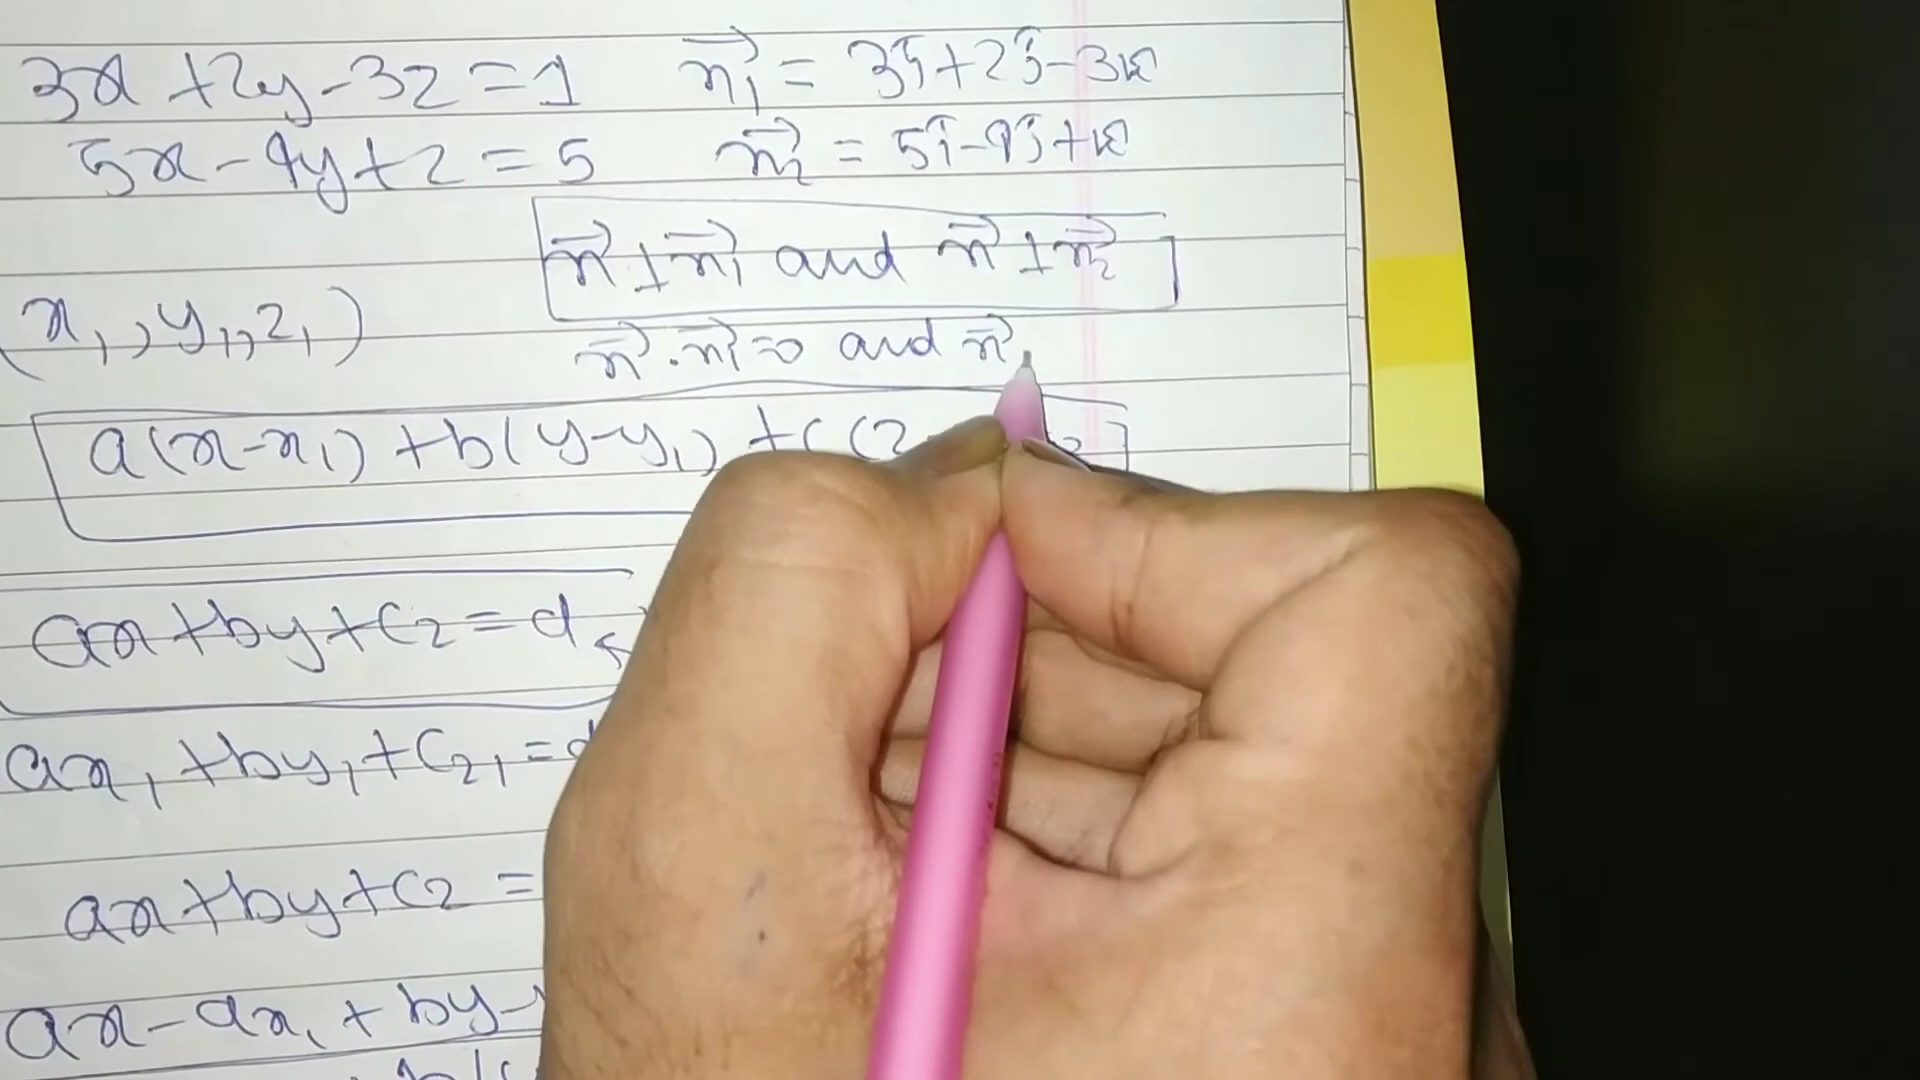 3x + 2y - 3z = 1 n₁⃗ = 3î + 2ĵ - 3k̂
5x - 4y + z = 5 n₂⃗ = 5î - 4ĵ + k̂
n⃗ ⊥ n₁⃗ and n⃗ ⊥ n₂⃗
(x₁, y₁, z₁)
n⃗ . n₁⃗ = 0 and n⃗
a(x - x₁) + b(y - y₁) + c(z
ax + by + cz = d
ax₁ + by₁ + cz₁ = d
ax + by + cz =
ax - ax₁ + by -